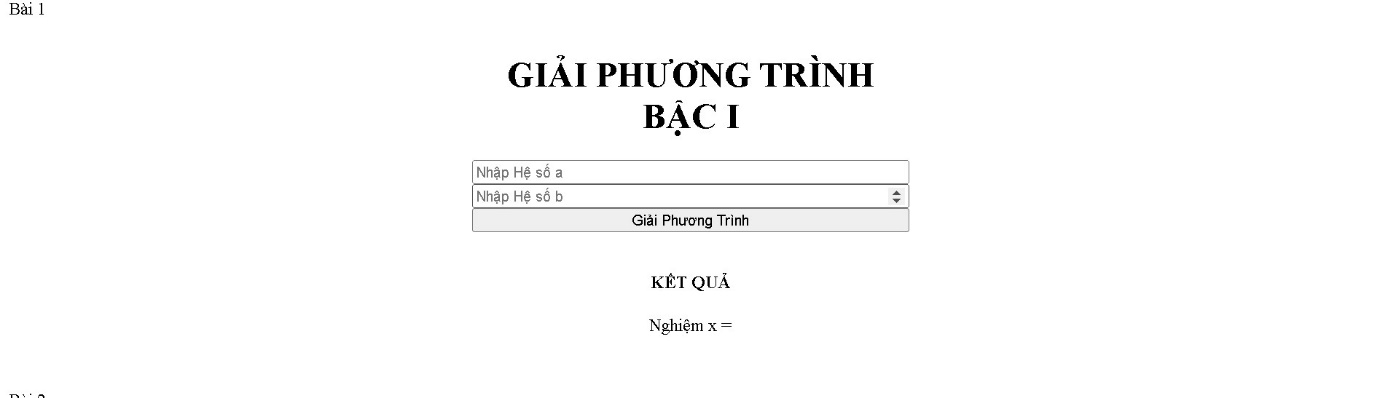 Bài 1
GIẢI PHƯƠNG TRÌNH
BẬC I
Nhập Hệ số a
Nhập Hệ số b
Giải Phương Trình
KẾT QUẢ
Nghiệm x =